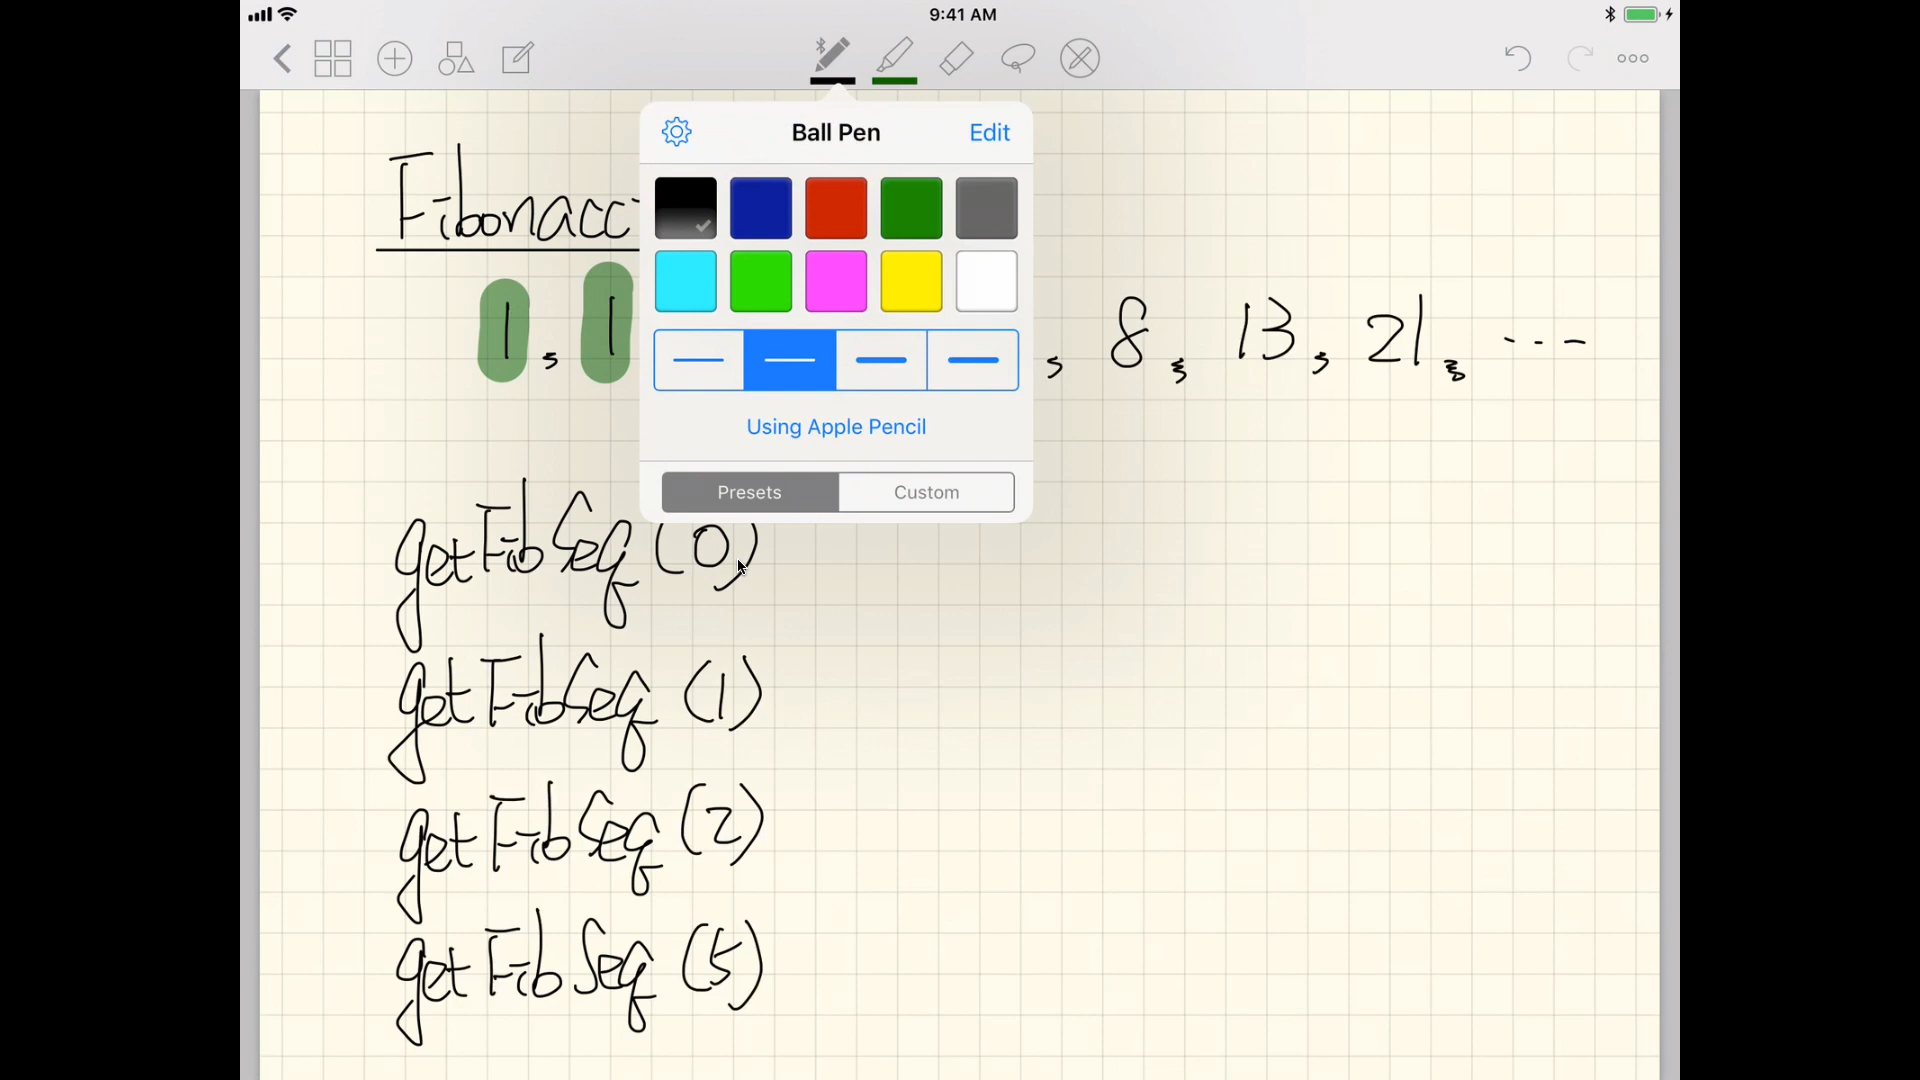 9:41 AM
Ball Pen
Edit
Fibonacc
1, 1 , 8, 13, 21, ...
Using Apple Pencil
Presets
Custom
getFibSeq (0)
getFibSeq (1)
getFibSeq (2)
getFibSeq (5)